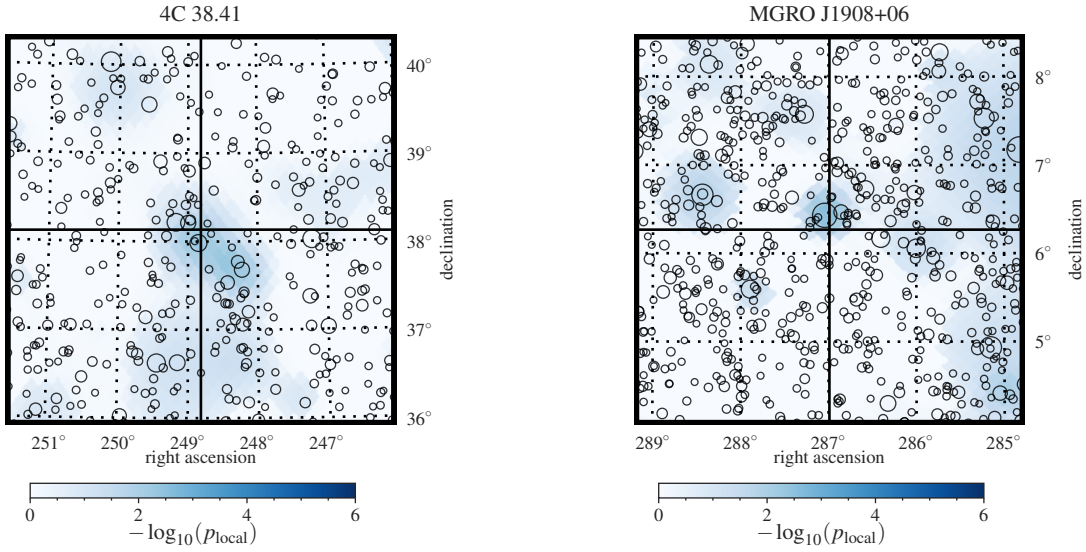 4C 38.41
40°
39°
38°
37°
36°
declination
251° 250° 249° 248° 247°
right ascension
0 2 4 6
−log10(plocal)
MGRO J1908+06
8°
7°
6°
5°
declination
289° 288° 287° 286° 285°
right ascension
0 2 4 6
−log10(plocal)